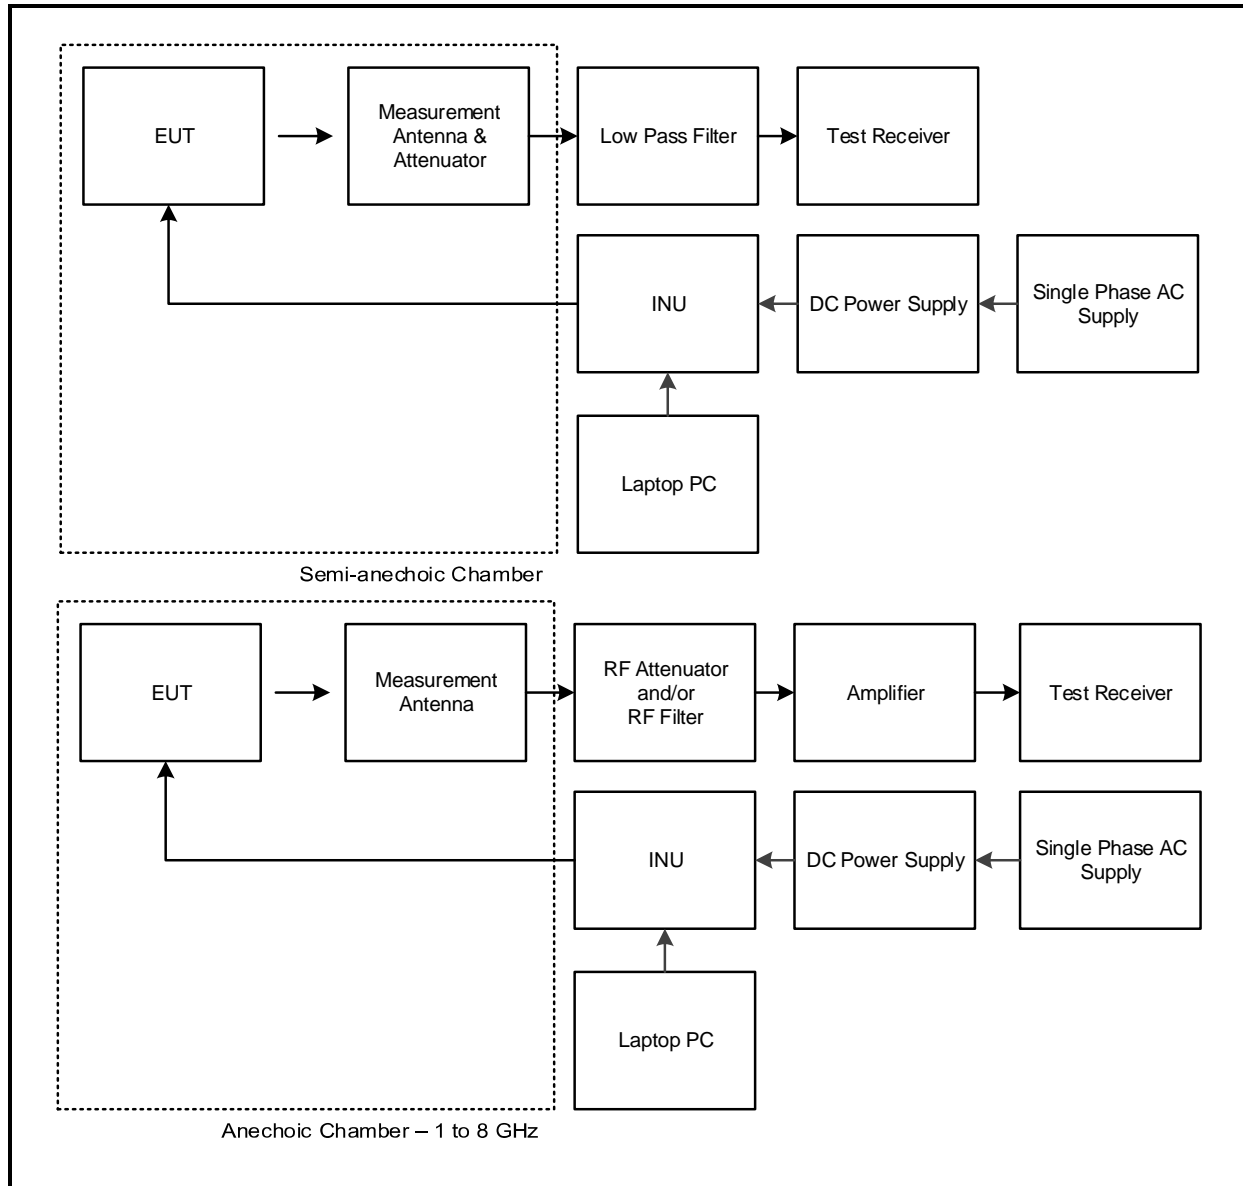 EUT
Measurement
Antenna &
Attenuator
Low Pass Filter
Test Receiver
INU
DC Power Supply
Single Phase AC
Supply
Laptop PC
Semi-anechoic Chamber
EUT
Measurement
Antenna
RF Attenuator
and/or
RF Filter
Amplifier
Test Receiver
INU
DC Power Supply
Single Phase AC
Supply
Laptop PC
Anechoic Chamber – 1 to 8 GHz